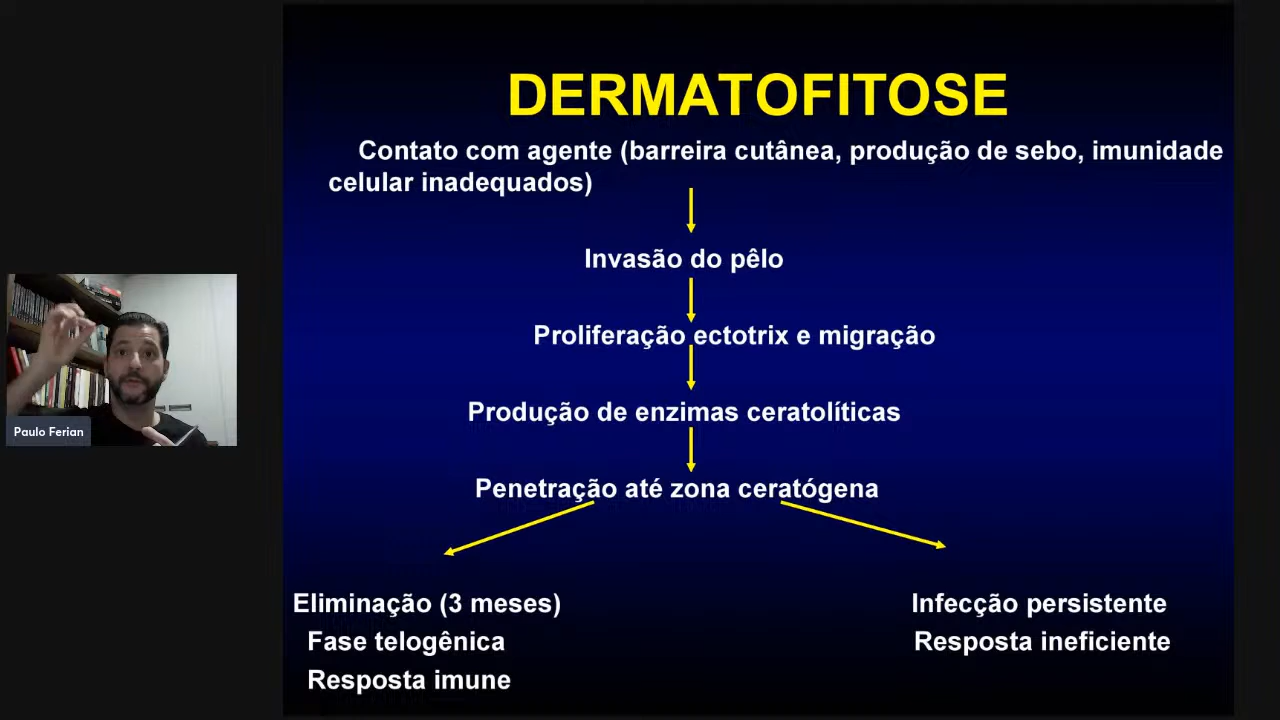 DERMATOFITOSE
Contato com agente (barreira cutânea, produção de sebo, imunidade
celular inadequados)
Invasão do pêlo
Proliferação ectotrix e migração
Produção de enzimas ceratolíticas
Penetração até zona ceratógena
Eliminação (3 meses)
Fase telogênica
Resposta imune
Infecção persistente
Resposta ineficiente
Paulo Ferian